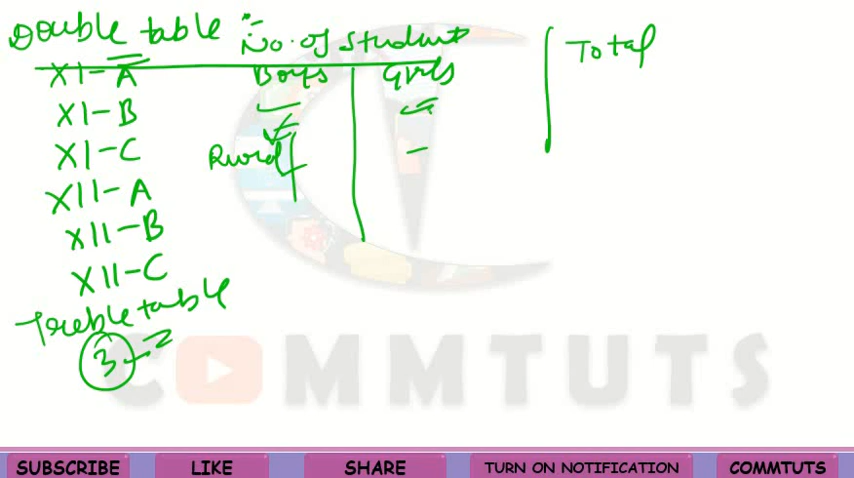 Double table No. of Student Total
XI-A Boys Girls
XI-B
XI-C Rural
XII-A
XII-B
XII-C
Treble table
3
COMMTUTS
SUBSCRIBE LIKE SHARE TURN ON NOTIFICATION COMMTUTS